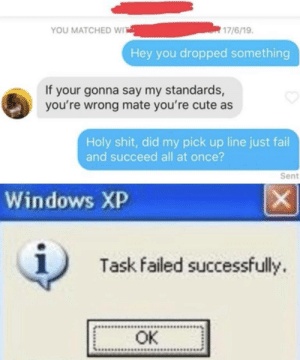 YOU MATCHED WIT
17/6/19.
Hey you dropped something
If your gonna say my standards,
you're wrong mate you're cute as
Holy shit, did my pick up line just fail
and succeed all at once?
Sent
Windows XP
Task failed successfully.
OK